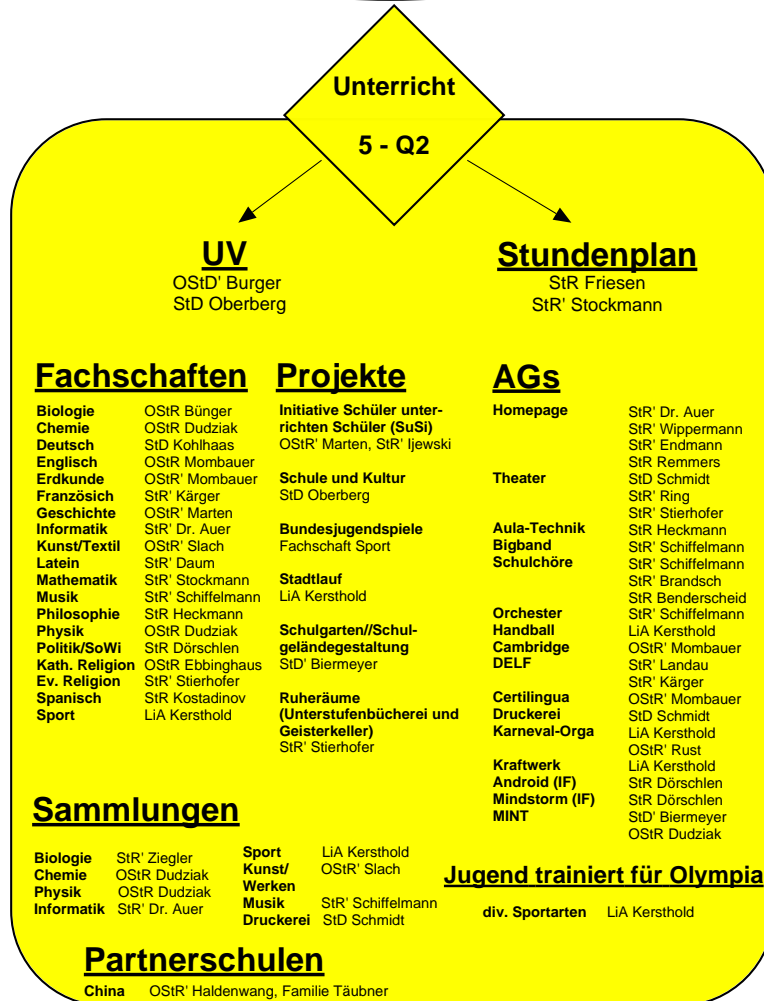 Unterricht
5 - Q2
UV
OStD' Burger
StD Oberberg
Stundenplan
StR Friesen
StR' Stockmann
Fachschaften
Biologie OStR Bünger
Chemie OStR Dudziak
Deutsch StD Kohlhaas
Englisch OStR Mombauer
Erdkunde OStR' Mombauer
Französich StR' Kärger
Geschichte OStR' Marten
Informatik StR' Dr. Auer
Kunst/Textil OStR' Slach
Latein StR' Daum
Mathematik StR' Stockmann
Musik StR' Schiffelmann
Philosophie StR Heckmann
Physik OStR Dudziak
Politik/SoWi StR Dörschlen
Kath. Religion OStR Ebbinghaus
Ev. Religion StR' Stierhofer
Spanisch StR Kostadinov
Sport LiA Kersthold
Projekte
Initiative Schüler unter-
richten Schüler (SuSi)
OStR' Marten, StR' Ijewski
Schule und Kultur
StD Oberberg
Bundesjugendspiele
Fachschaft Sport
Stadtlauf
LiA Kersthold
Schulgarten//Schul-
geländegestaltung
StD' Biermeyer
Ruheräume
(Unterstufenbücherei und
Geisterkeller)
StR' Stierhofer
AGs
Homepage StR' Dr. Auer
StR' Wippermann
StR' Endmann
StR Remmers
Theater StD Schmidt
StR' Ring
StR' Stierhofer
Aula-Technik StR Heckmann
Bigband StR' Schiffelmann
Schulchöre StR' Schiffelmann
StR' Brandsch
StR Benderscheid
Orchester StR' Schiffelmann
Handball LiA Kersthold
Cambridge OStR' Mombauer
DELF StR' Landau
StR' Kärger
Certilingua OStR' Mombauer
Druckerei StD Schmidt
Karneval-Orga LiA Kersthold
OStR' Rust
Kraftwerk LiA Kersthold
Android (IF) StR Dörschlen
Mindstorm (IF) StR Dörschlen
MINT StD' Biermeyer
OStR Dudziak
Sammlungen
Biologie StR' Ziegler
Chemie OStR Dudziak
Physik OStR Dudziak
Informatik StR' Dr. Auer
Sport LiA Kersthold
Kunst/ OStR' Slach
Werken
Musik StR' Schiffelmann
Druckerei StD Schmidt
Jugend trainiert für Olympia
div. Sportarten LiA Kersthold
Partnerschulen
China OStR' Haldenwang, Familie Täubner